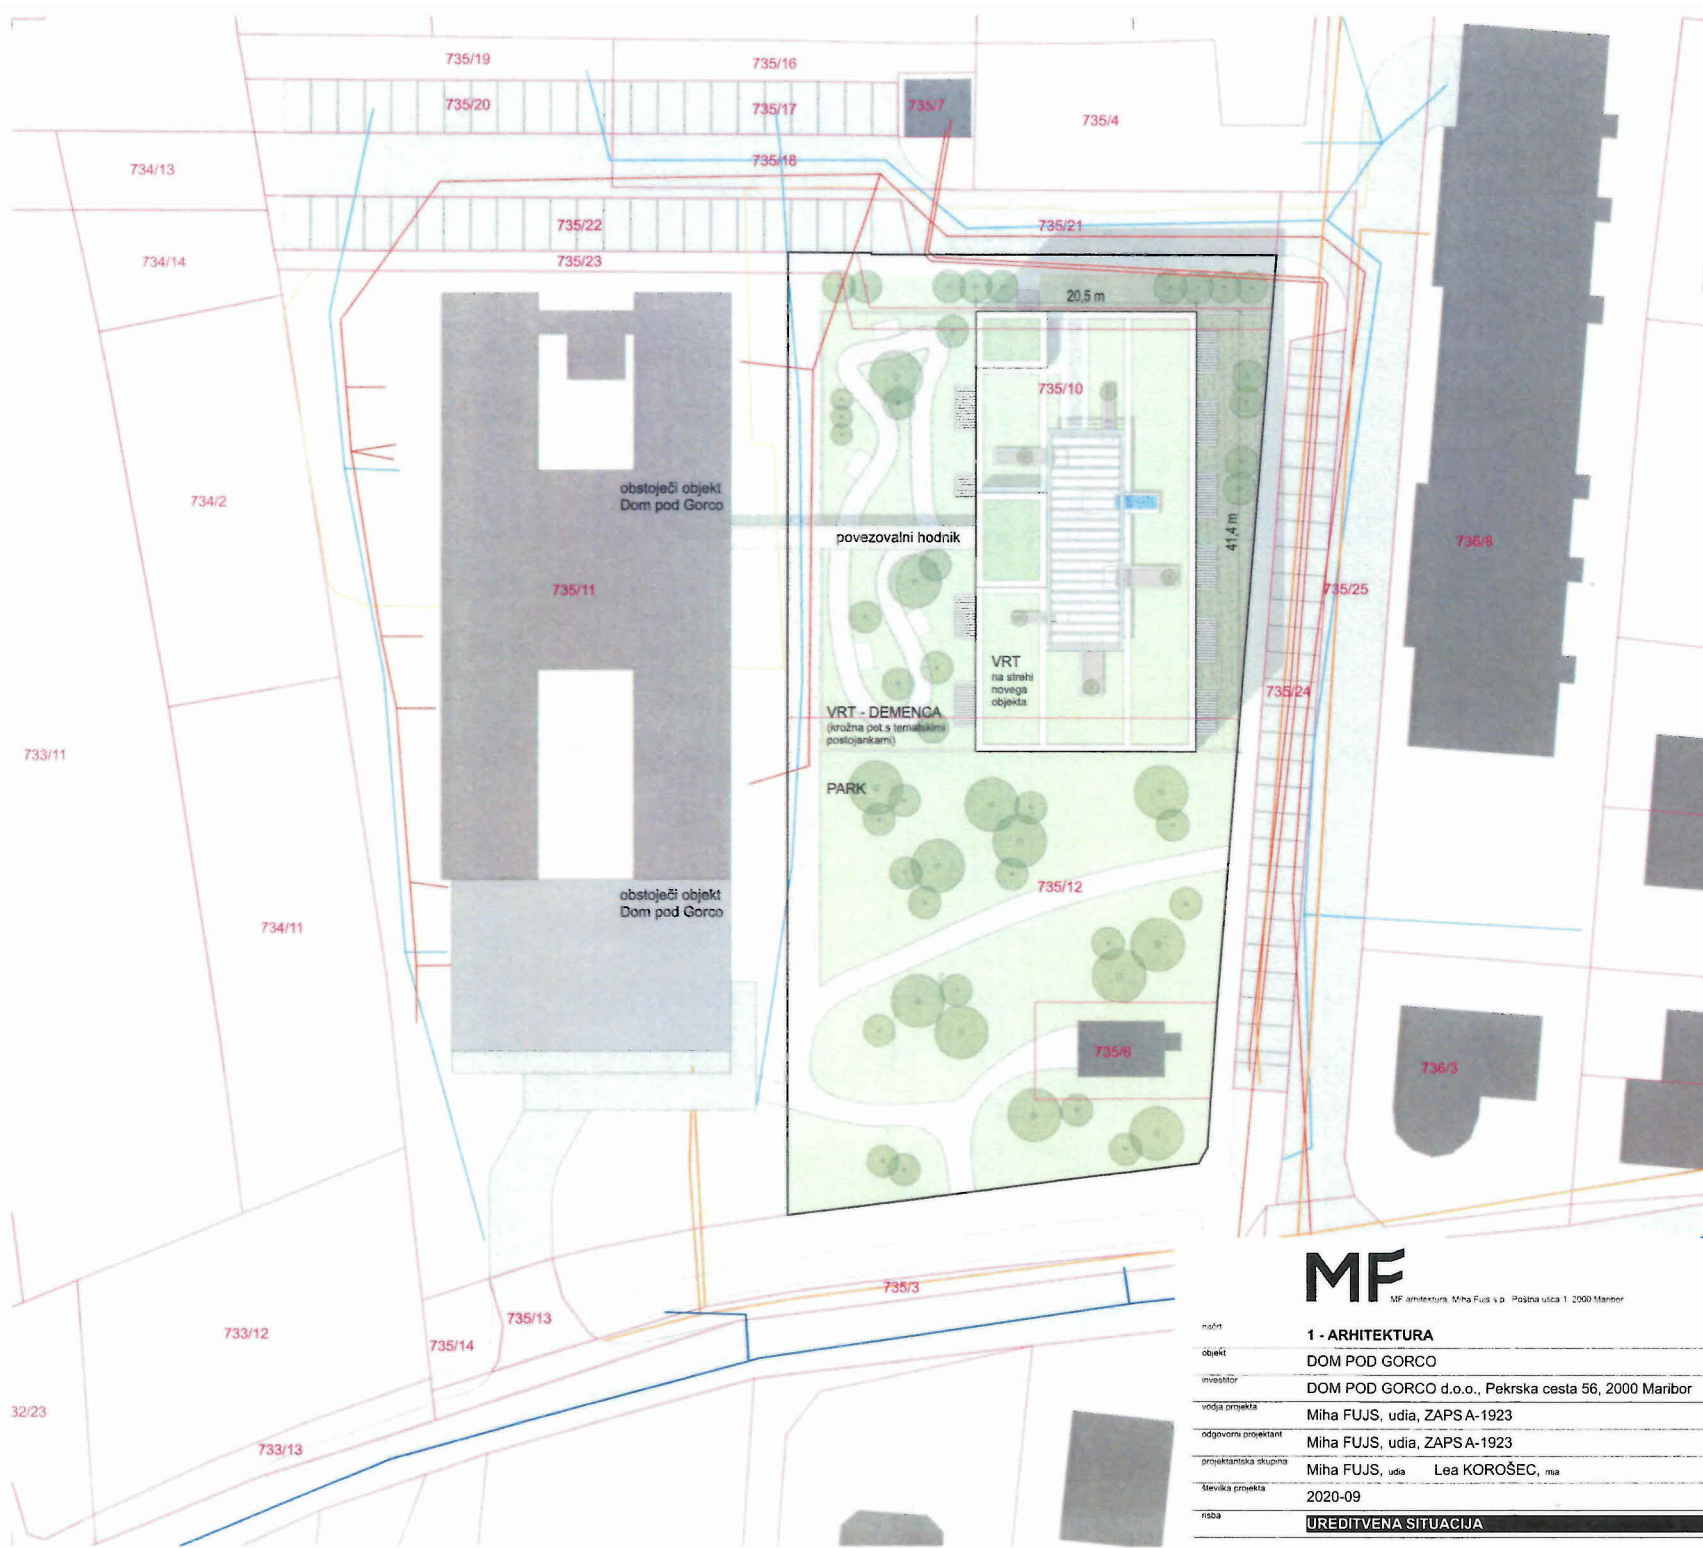 735/19
735/16
735/20
735/17
735/7
735/4
734/13
735/18
735/22
735/21
734/14
735/23
20,5 m
735/10
734/2
obstoječi objekt
Dom pod Gorco
povezovalni hodnik
41,4 m
736/8
735/11
735/25
VRT
na strehi
novega
objekta
735/24
VRT - DEMENCA
(krožna pot s tematskimi
postojankami)
733/11
PARK
735/12
obstoječi objekt
Dom pod Gorco
734/11
735/6
736/3
735/3
735/13
733/12
735/14
32/23
733/13
MF
MF arhitektura, Miha Fujs s.p. Poštna ulica 1, 2000 Maribor
načrt
1 - ARHITEKTURA
objekt
DOM POD GORCO
investitor
DOM POD GORCO d.o.o., Pekrska cesta 56, 2000 Maribor
vodja projekta
Miha FUJS, udia, ZAPS A-1923
odgovorni projektant
Miha FUJS, udia, ZAPS A-1923
projektantska skupina
Miha FUJS, udia Lea KOROŠEC, mia
številka projekta
2020-09
risba
UREDITVENA SITUACIJA